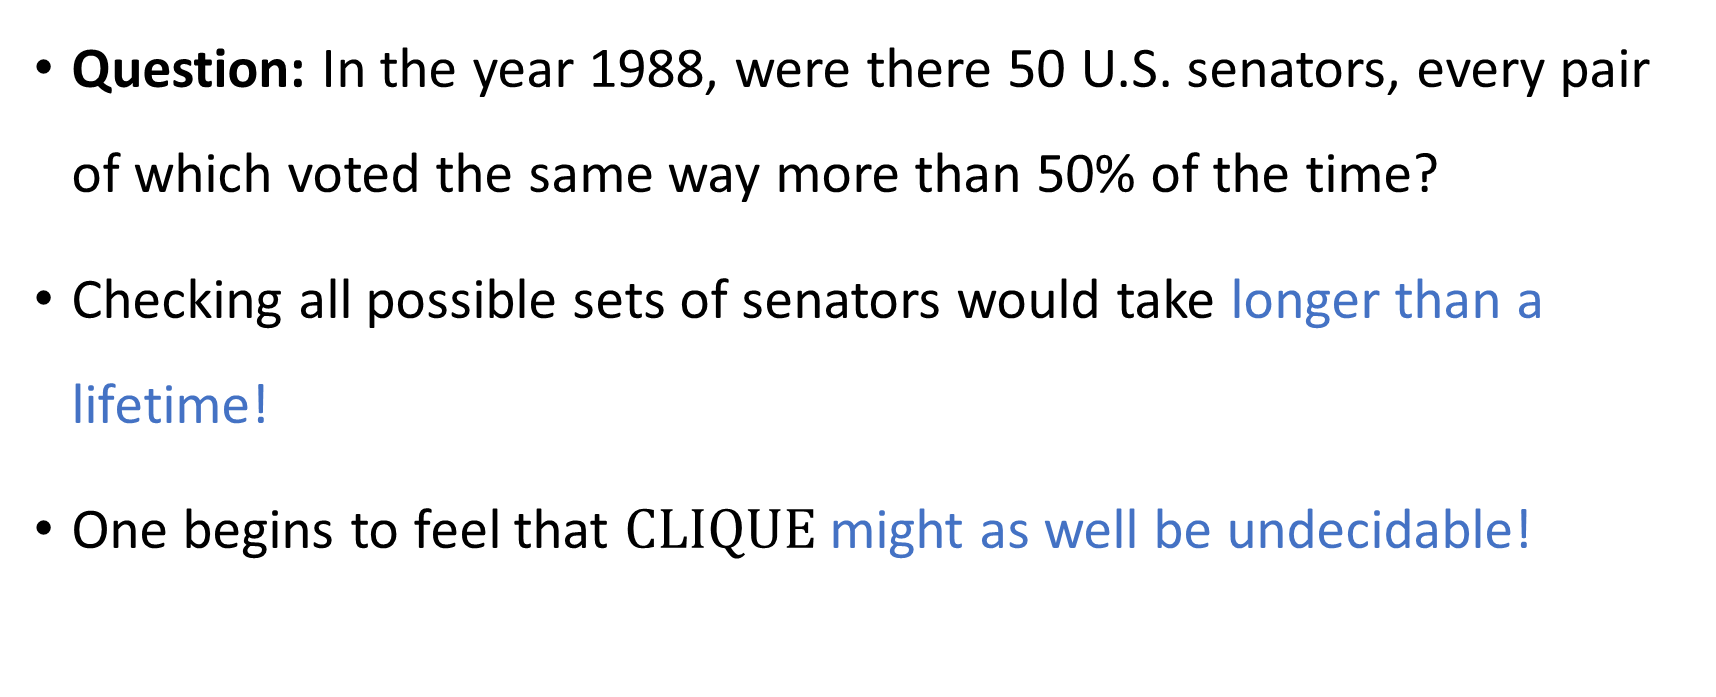 • Question: In the year 1988, were there 50 U.S. senators, every pair
of which voted the same way more than 50% of the time?
• Checking all possible sets of senators would take longer than a
lifetime!
• One begins to feel that CLIQUE might as well be undecidable!